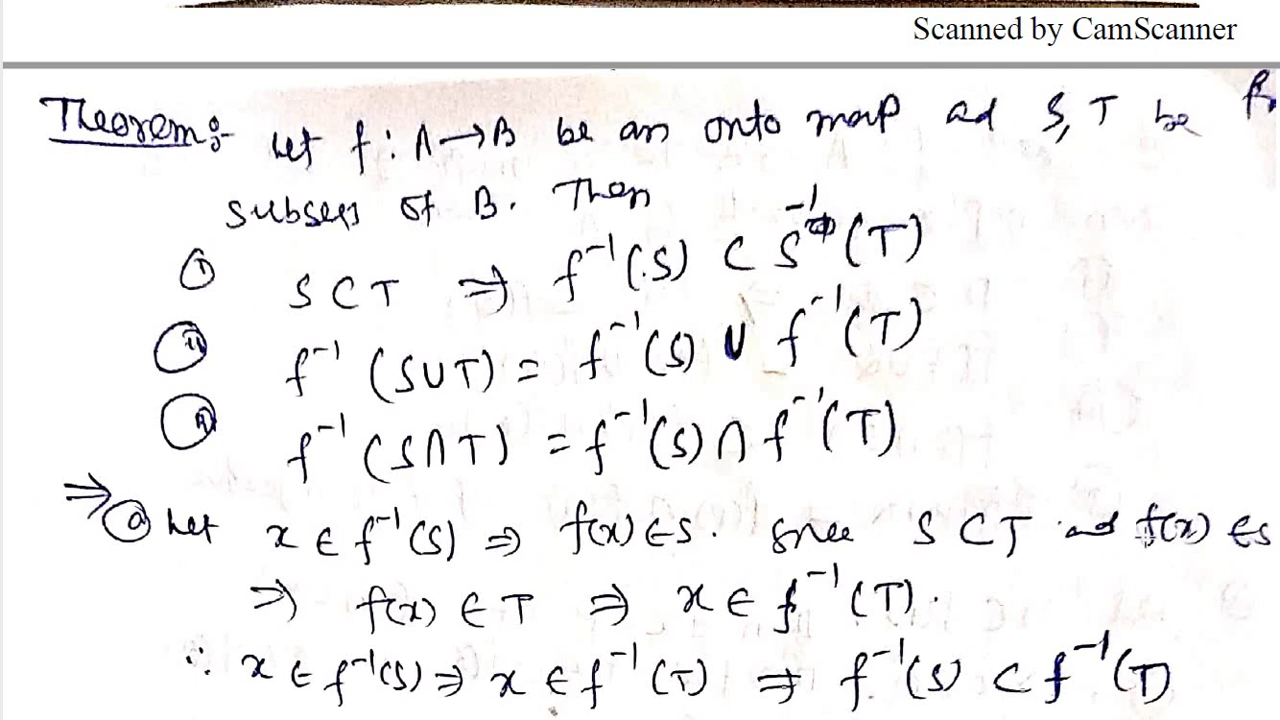 Scanned by CamScanner
Theorem:- Let f : A → B be an onto map and S, T be
subsets of B. Then
(i) S ⊂ T ⇒ f⁻¹(S) ⊂ S⁻¹(T)
(ii) f⁻¹(S∪T) = f⁻¹(S) ∪ f⁻¹(T)
f⁻¹(S∩T) = f⁻¹(S) ∩ f⁻¹(T)
⇒ (a) Let x ∈ f⁻¹(S) ⇒ f(x) ∈ S. Since S ⊂ T and f(x) ∈ S
⇒ f(x) ∈ T ⇒ x ∈ f⁻¹(T).
∴ x ∈ f⁻¹(S) ⇒ x ∈ f⁻¹(T) ⇒ f⁻¹(S) ⊂ f⁻¹(T)